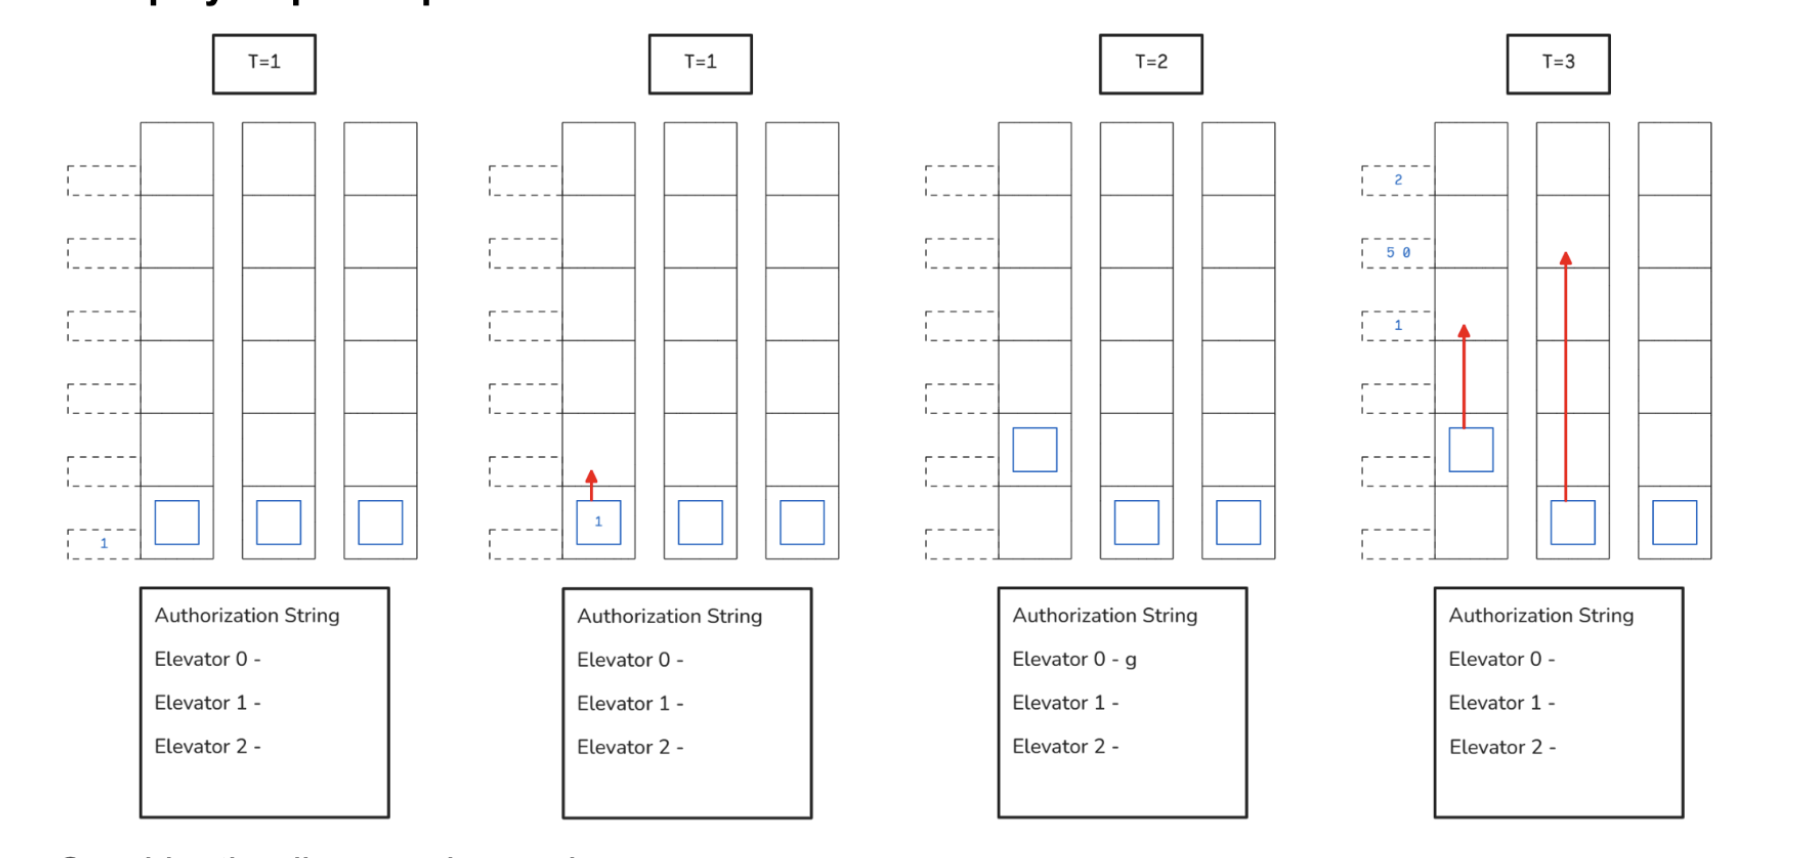 T=1
1
Authorization String
Elevator 0 -
Elevator 1 -
Elevator 2 -
T=1
1
Authorization String
Elevator 0 -
Elevator 1 -
Elevator 2 -
T=2
Authorization String
Elevator 0 - g
Elevator 1 -
Elevator 2 -
T=3
2
5 0
1
Authorization String
Elevator 0 -
Elevator 1 -
Elevator 2 -